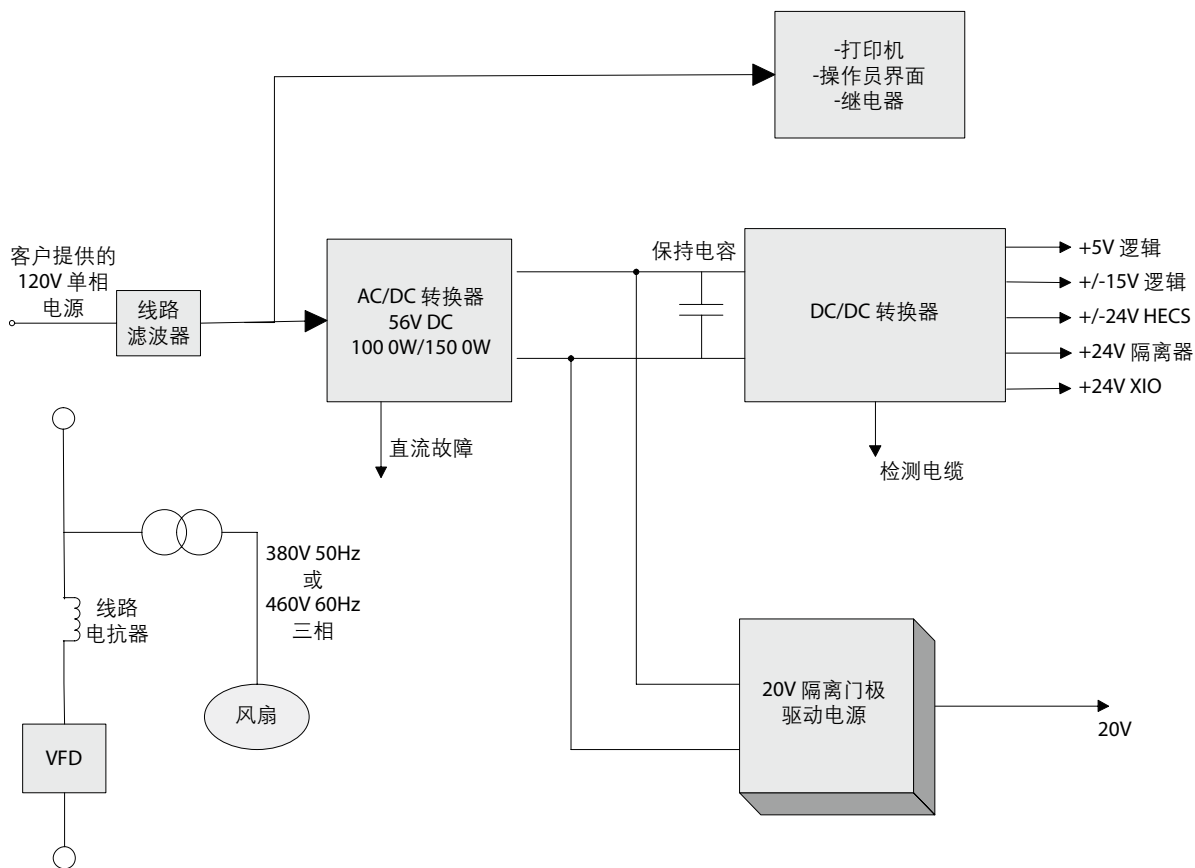 -打印机
-操作员界面
-继电器
客户提供的
120V 单相
电源
线路
滤波器
AC/DC 转换器
56V DC
100 0W/150 0W
保持电容
DC/DC 转换器
+5V 逻辑
+/-15V 逻辑
+/-24V HECS
+24V 隔离器
+24V XIO
直流故障
检测电缆
380V 50Hz
或
460V 60Hz
三相
线路
电抗器
风扇
VFD
20V 隔离门极
驱动电源
20V